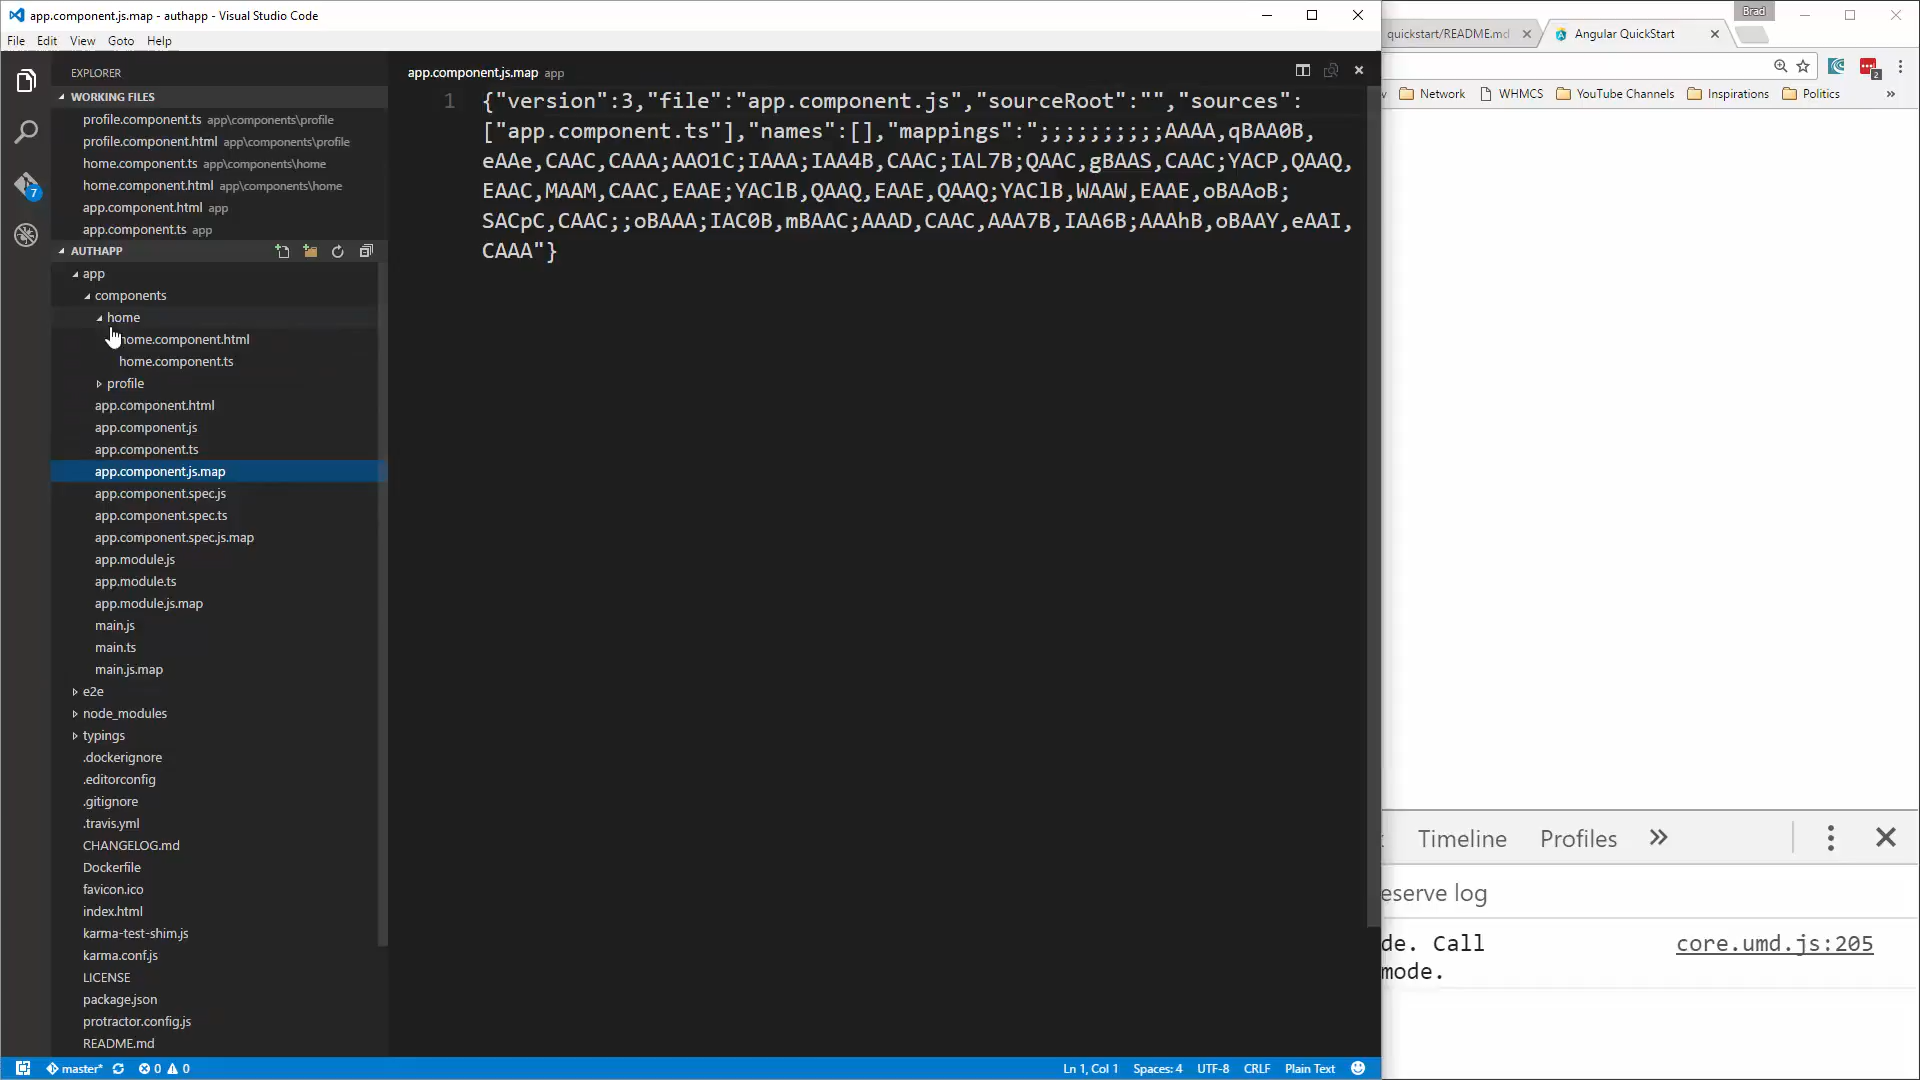 app.component.js.map - authapp - Visual Studio Code
File Edit View Goto Help
EXPLORER
WORKING FILES
profile.component.ts app\components\profile
profile.component.html app\components\profile
home.component.ts app\components\home
home.component.html app\components\home
app.component.html app
app.component.ts app
AUTHAPP
app
components
home
home.component.html
home.component.ts
profile
app.component.html
app.component.js
app.component.ts
app.component.js.map
app.component.spec.js
app.component.spec.ts
app.component.spec.js.map
app.module.js
app.module.ts
app.module.js.map
main.js
main.ts
main.js.map
e2e
node_modules
typings
.dockerignore
.editorconfig
.gitignore
.travis.yml
CHANGELOG.md
Dockerfile
favicon.ico
index.html
karma-test-shim.js
karma.conf.js
LICENSE
package.json
protractor.config.js
README.md
7
app.component.js.map app
1 {"version":3,"file":"app.component.js","sourceRoot":"","sources":
["app.component.ts"],"names":[],"mappings":";;;;;;;;;;AAAA,qBAA0B,
eAAe,CAAC,CAAA;AAO1C;IAAA;IAA4B,CAAC;IAL7B;QAAC,gBAAS,CAAC;YACP,QAAQ,
EAAC,MAAM,CAAC,EAAE;YAClB,QAAQ,EAAE,QAAQ;YAClB,WAAW,EAAE,oBAAoB;
SACpC,CAAC;;oBAAA;IAC0B,mBAAC;AAAD,CAAC,AAA7B,IAA6B;AAAhB,oBAAY,eAAI,
CAAA"}
master* 0 0
Ln 1, Col 1 Spaces: 4 UTF-8 CRLF Plain Text
Brad
quickstart/README.md
Angular QuickStart
2
Network WHMCS YouTube Channels Inspirations Politics »
Timeline Profiles
eserve log
de. Call core.umd.js:205
mode.